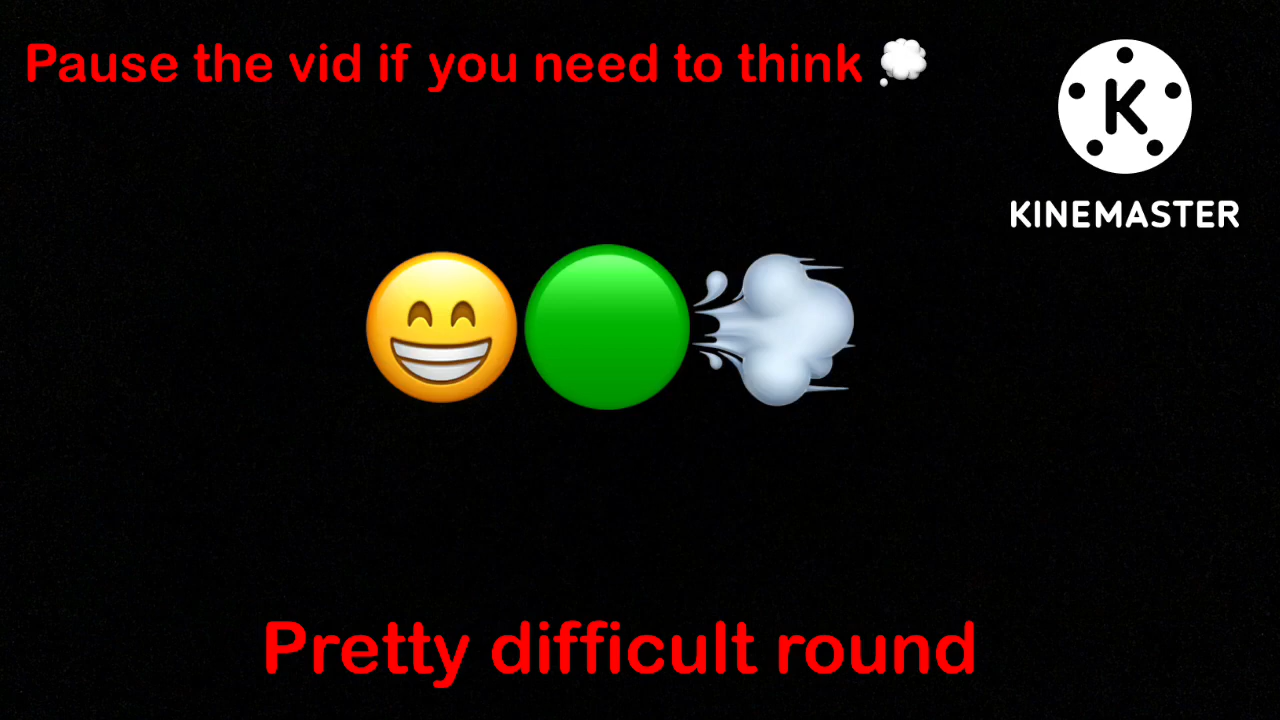 Pause the vid if you need to think 💭
K
KINEMASTER
Pretty difficult round